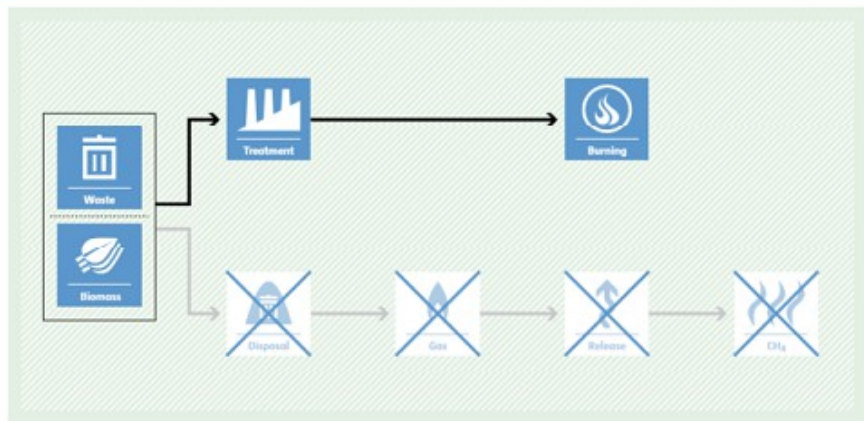 Treatment
Burning
Waste
Biomass
Disposal
Gas
Release
CH₄